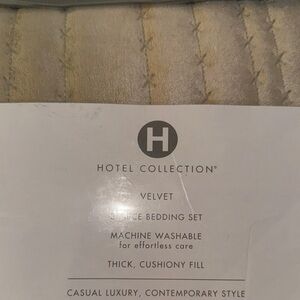 H
HOTEL COLLECTION®
VELVET
BEDDING SET
MACHINE WASHABLE
for effortless care
THICK, CUSHIONY FILL
CASUAL LUXURY, CONTEMPORARY STYLE